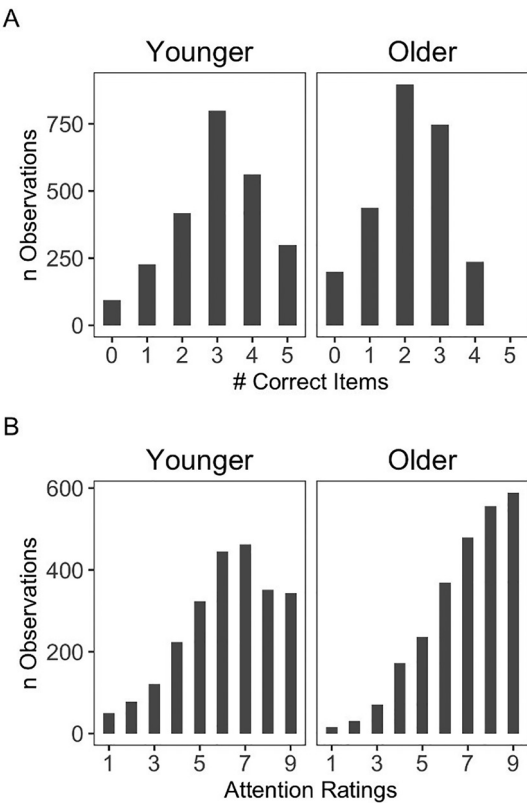 A
Younger Older
n Observations
750
500
250
0
0 1 2 3 4 5 0 1 2 3 4 5
# Correct Items
B
Younger Older
n Observations
600
400
200
0
1 3 5 7 9 1 3 5 7 9
Attention Ratings